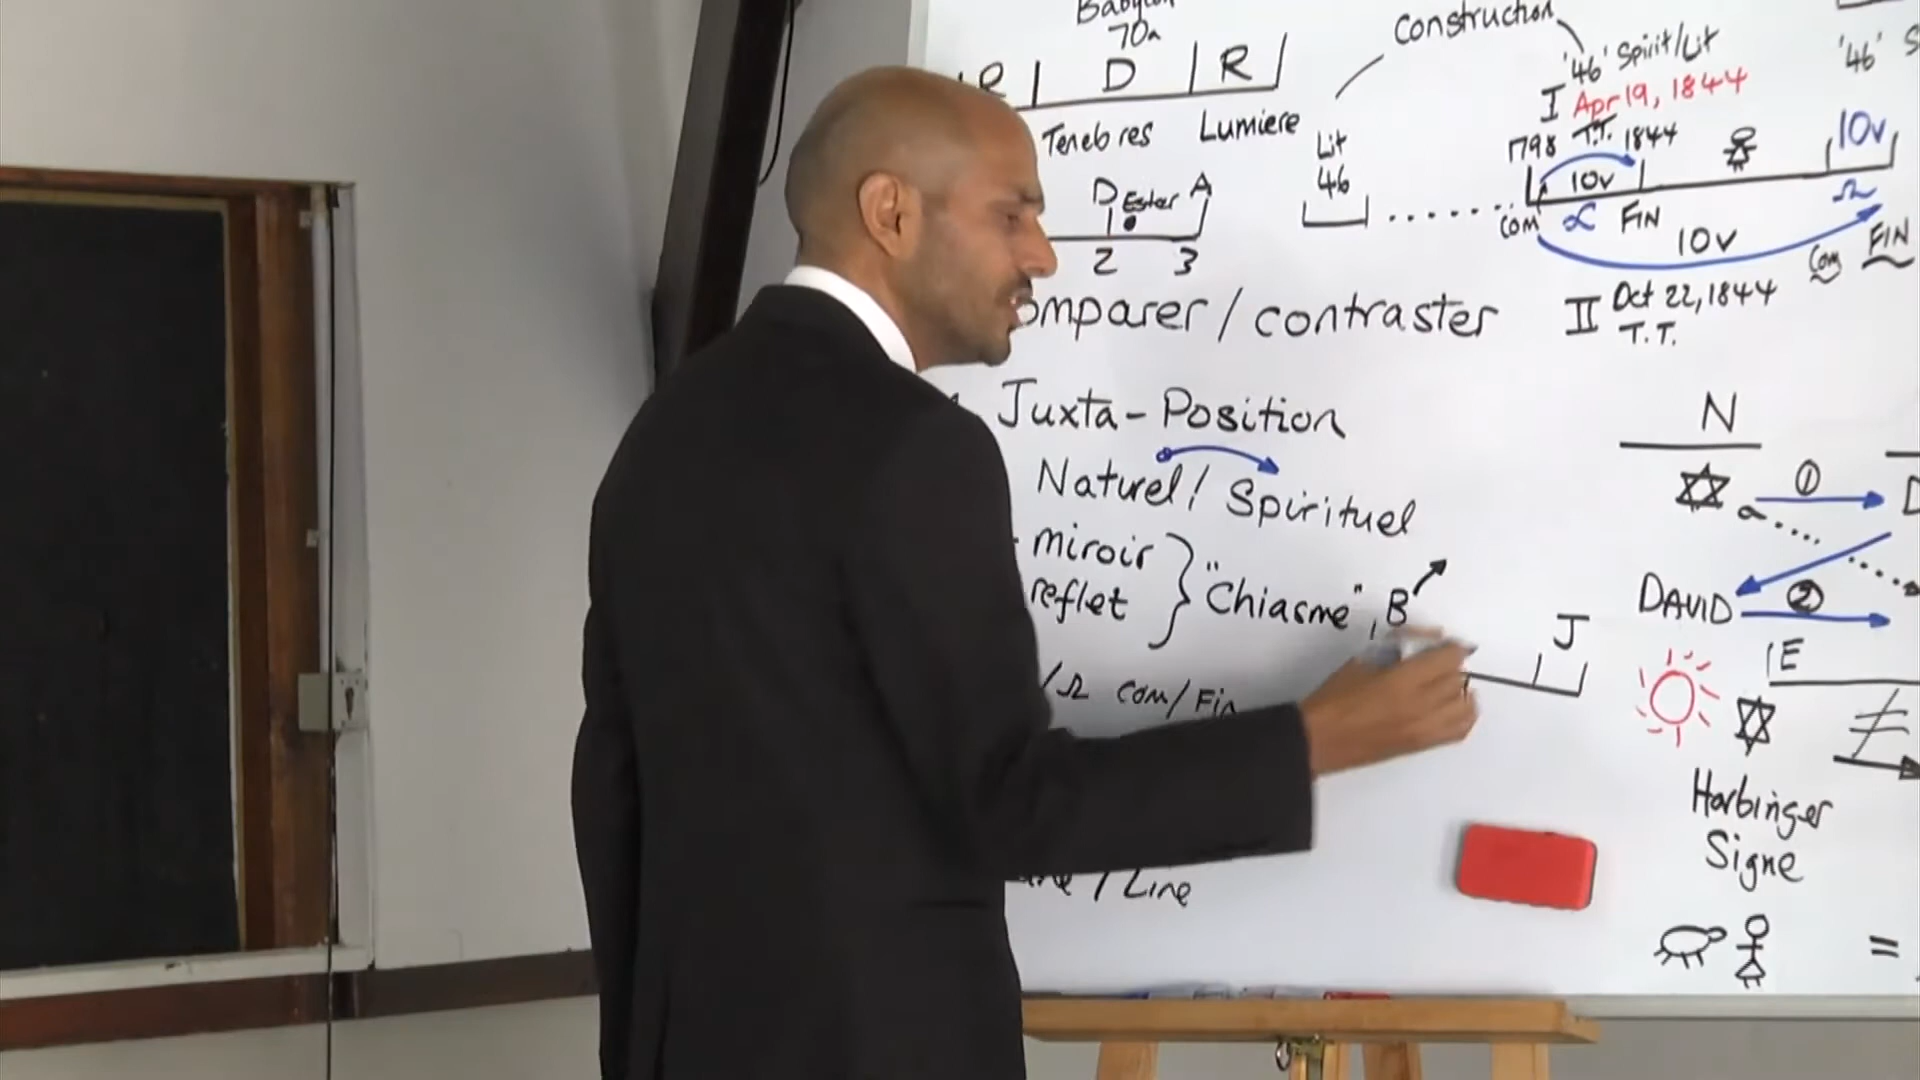 Babylon
70a
R D R
Tenebres Lumiere
D Ester A
2 3
Comparer / contraster
Juxta-Position
Naturel / Spirituel
miroir
reflet
"Chiasme", B
J
/Ω com/Fin
/ Line
Construction
'46' Spirit/Lit
I Apr 19, 1844
1798 T.T. 1844
Lit
46
10v
10v
com α FIN
10v
Ω
Com FIN
II Oct 22, 1844
T.T.
'46' S
N
①
DAVID ②
E
≠
Harbinger
Signe
=